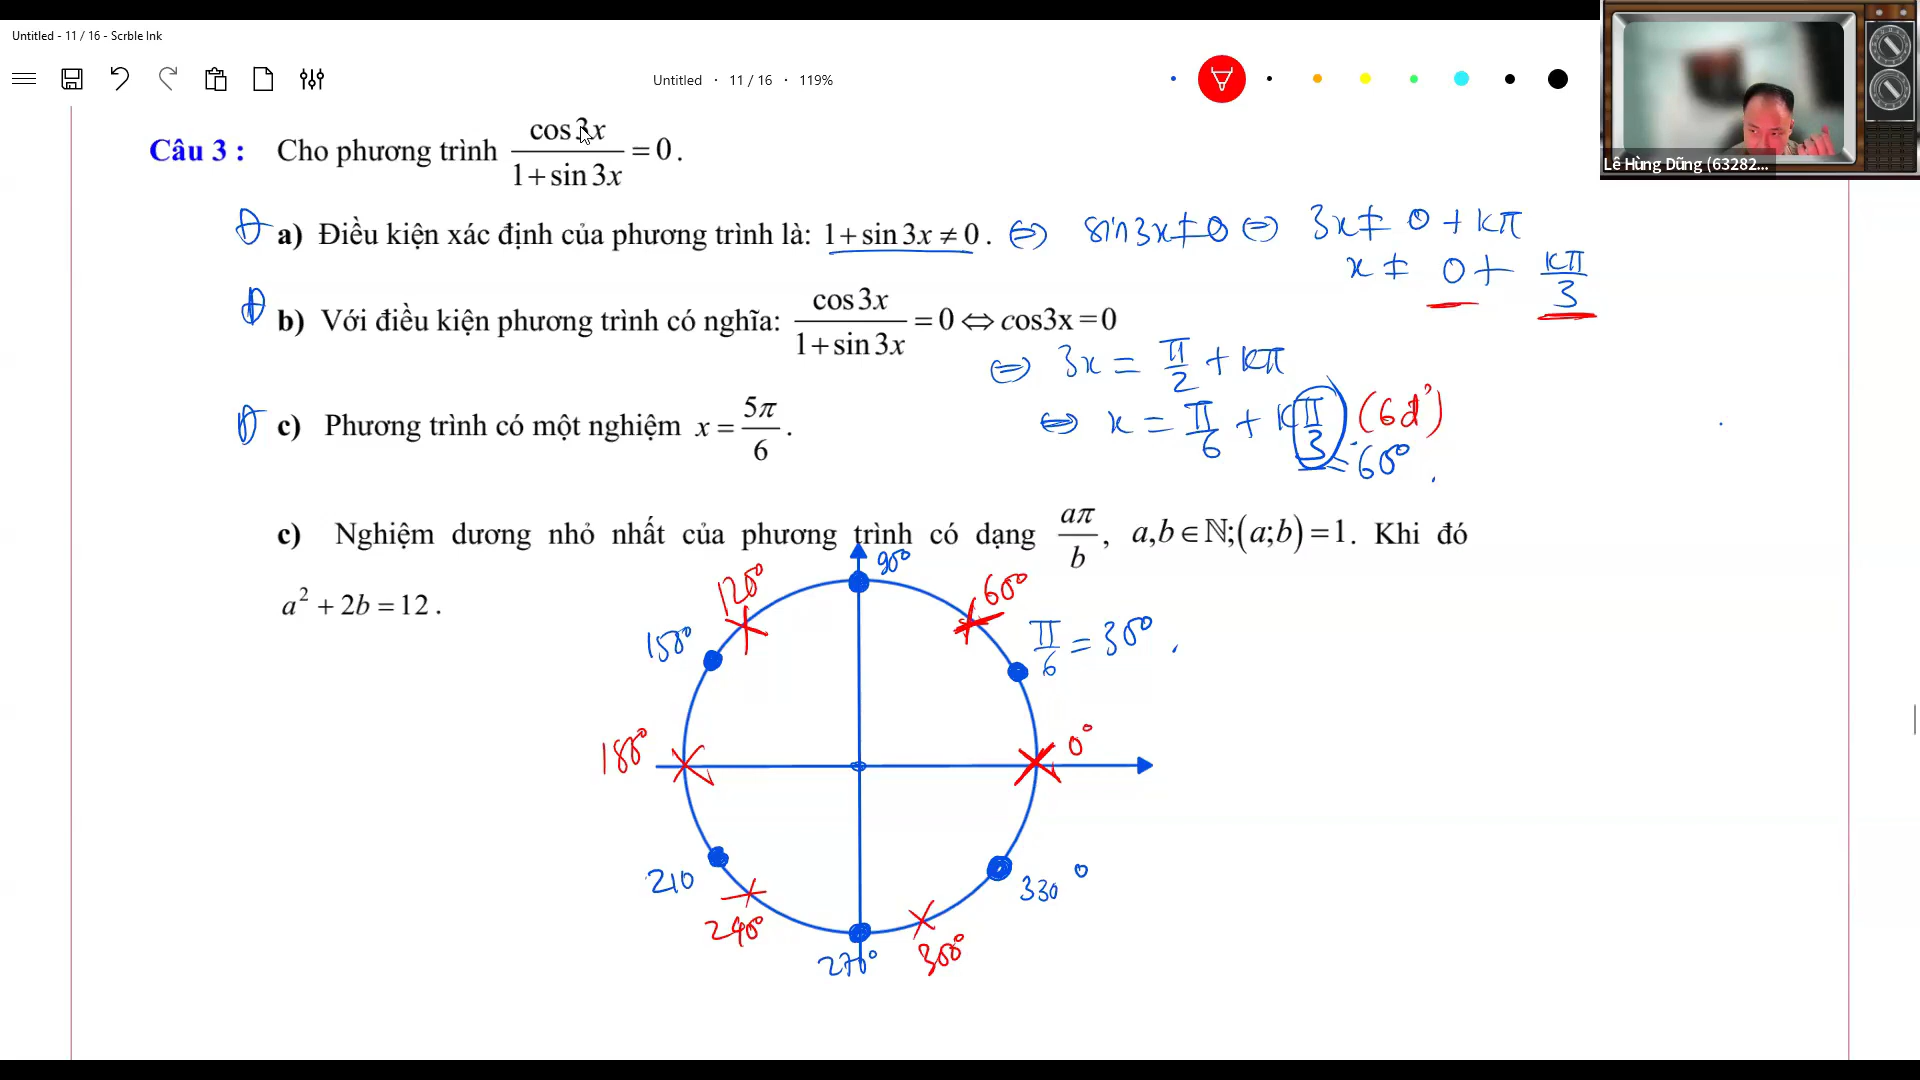 Untitled - 11 / 16 - Scrble Ink
Untitled · 11 / 16 · 119%
Lê Hùng Dũng (63282...
Câu 3 : Cho phương trình cos3x / (1+sin 3x) = 0 .
a) Điều kiện xác định của phương trình là: 1+sin 3x ≠ 0 . ⇔ sin3x ≠ 0 ⇔ 3x ≠ 0 + kπ
x ≠ 0 + kπ/3
b) Với điều kiện phương trình có nghĩa: cos3x / (1+sin 3x) = 0 ⇔ cos3x = 0
⇔ 3x = π/2 + kπ
c) Phương trình có một nghiệm x = 5π/6 . ⇔ x = π/6 + kπ/3 (6đ')
= 60°
c) Nghiệm dương nhỏ nhất của phương trình có dạng aπ/b , a,b ∈ ℕ;(a;b) = 1. Khi đó
a² + 2b = 12 .
90°
120°
60°
150°
π/6 = 30°
180°
0°
210
330°
240°
270°
300°